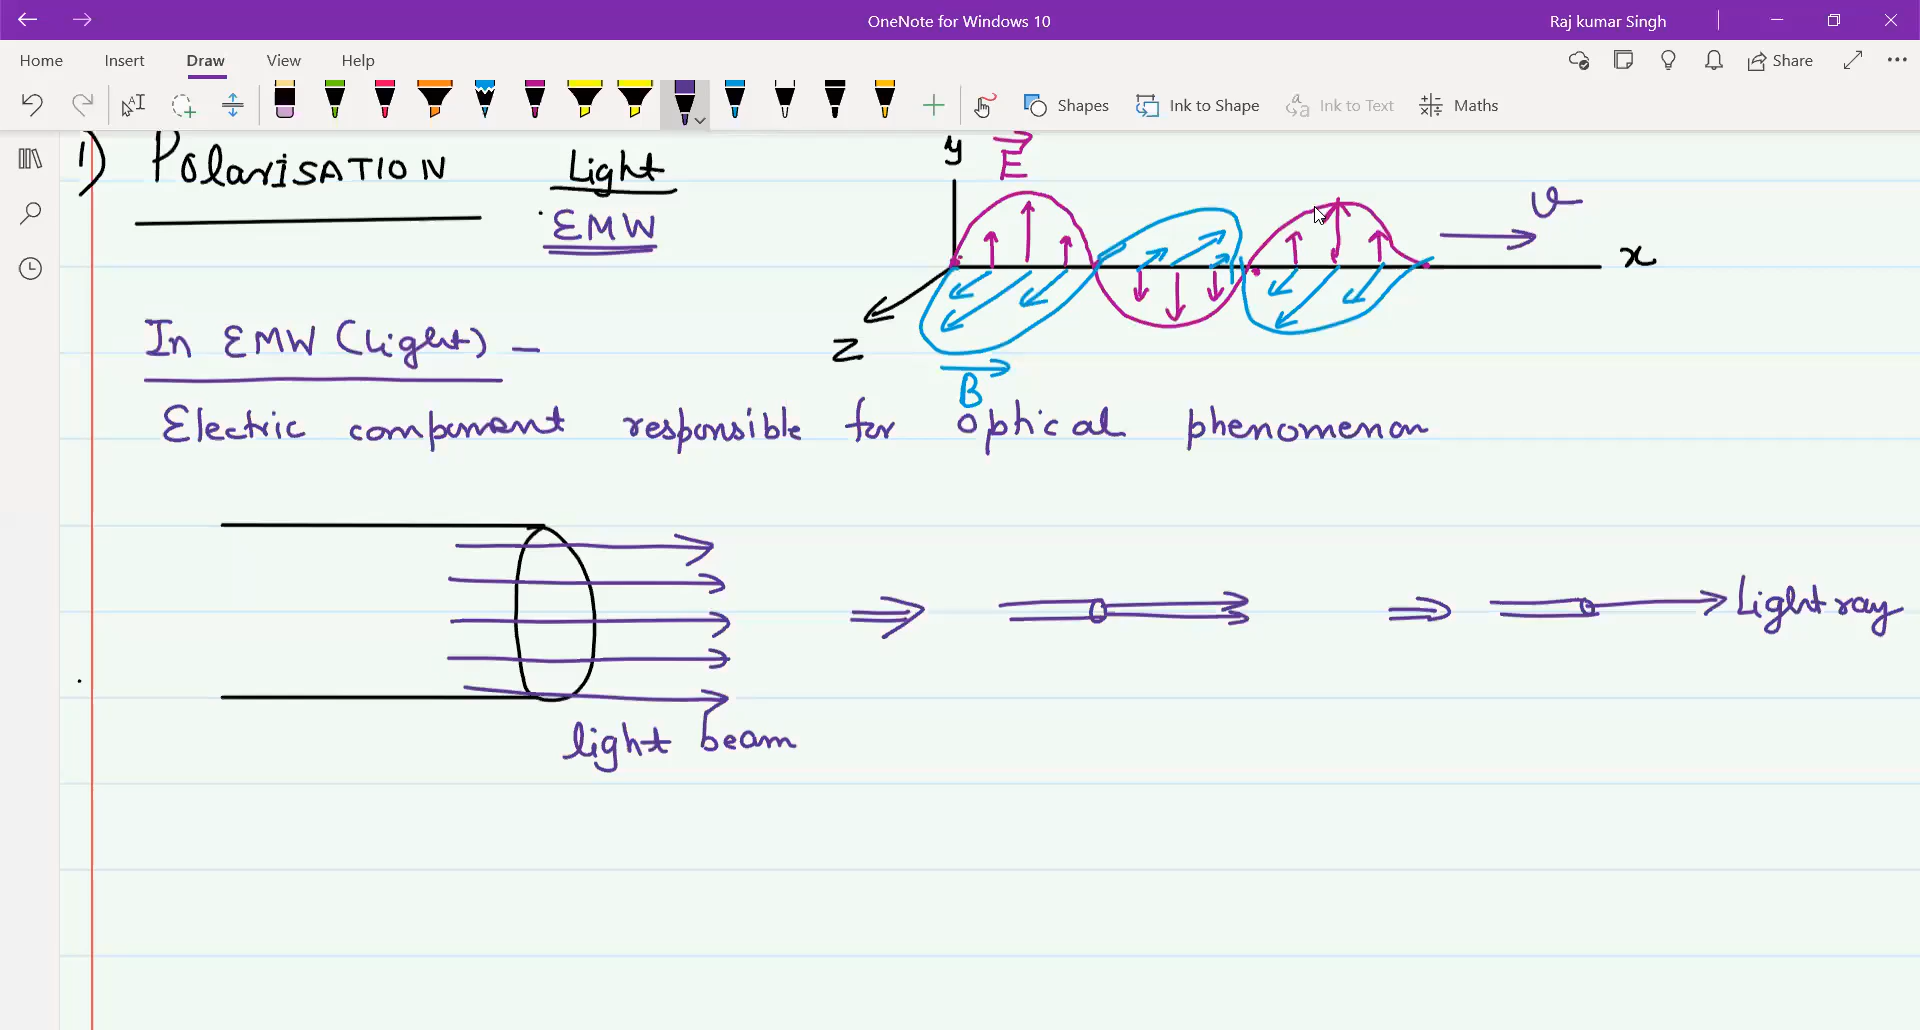 OneNote for Windows 10
Raj kumar Singh
Home Insert Draw View Help
Share
Shapes Ink to Shape Ink to Text Maths
1) POLARISATION Light
EMW
y
E
v
x
Z
B
In EMW (Light) –
Electric component responsible for optical phenomenon
Light ray
light beam